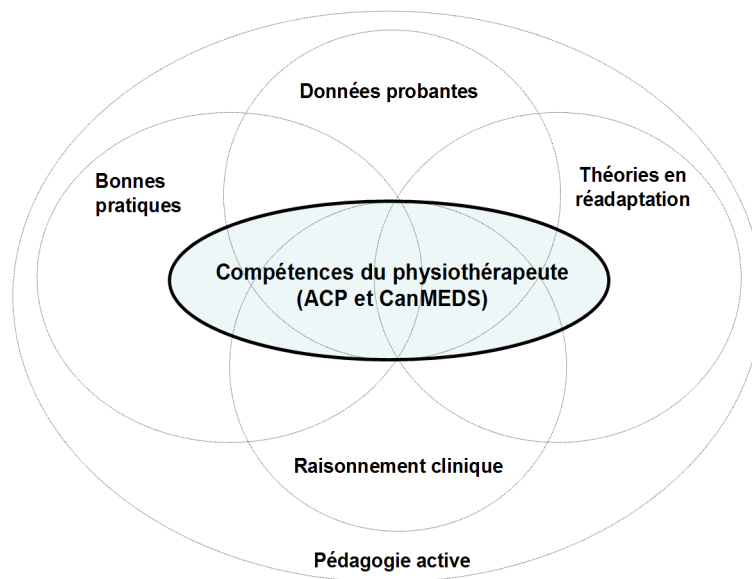 Données probantes
Bonnes
pratiques
Théories en
réadaptation
Compétences du physiothérapeute
(ACP et CanMEDS)
Raisonnement clinique
Pédagogie active